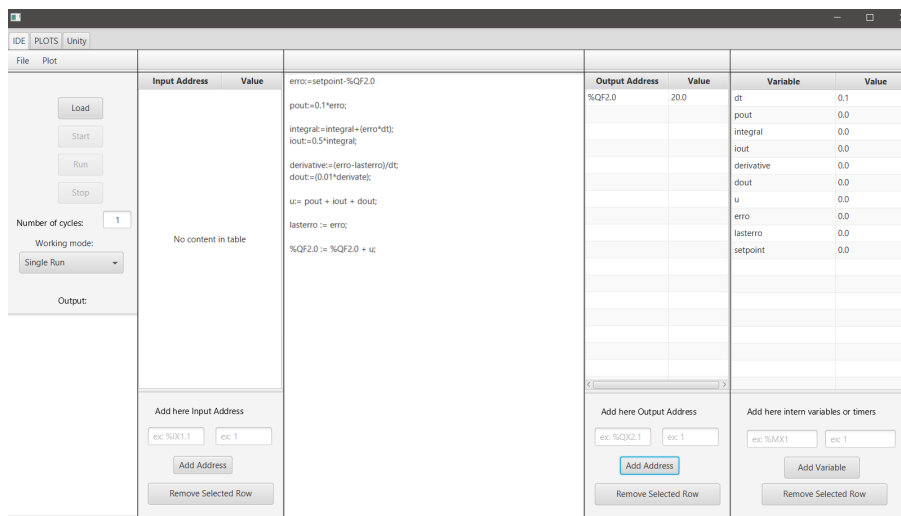 IDE PLOTS Unity
File Plot
Load
Start
Run
Stop
Number of cycles: 1
Working mode:
Single Run
Output:
Input Address Value
No content in table
Add here Input Address
ex: %IX1.1 ex: 1
Add Address
Remove Selected Row
erro:=setpoint-%QF2.0
pout:=0.1*erro;
integral:=integral+(erro*dt);
iout:=0.5*integral;
derivative:=(erro-lasterro)/dt;
dout:=(0.01*derivate);
u:= pout + iout + dout;
lasterro := erro;
%QF2.0 := %QF2.0 + u;
Output Address Value
%QF2.0 20.0
Add here Output Address
ex: %QX2.1 ex: 1
Add Address
Remove Selected Row
Variable Value
dt 0.1
pout 0.0
integral 0.0
iout 0.0
derivative 0.0
dout 0.0
u 0.0
erro 0.0
lasterro 0.0
setpoint 0.0
Add here intern variables or timers
ex: %MX1 ex: 1
Add Variable
Remove Selected Row